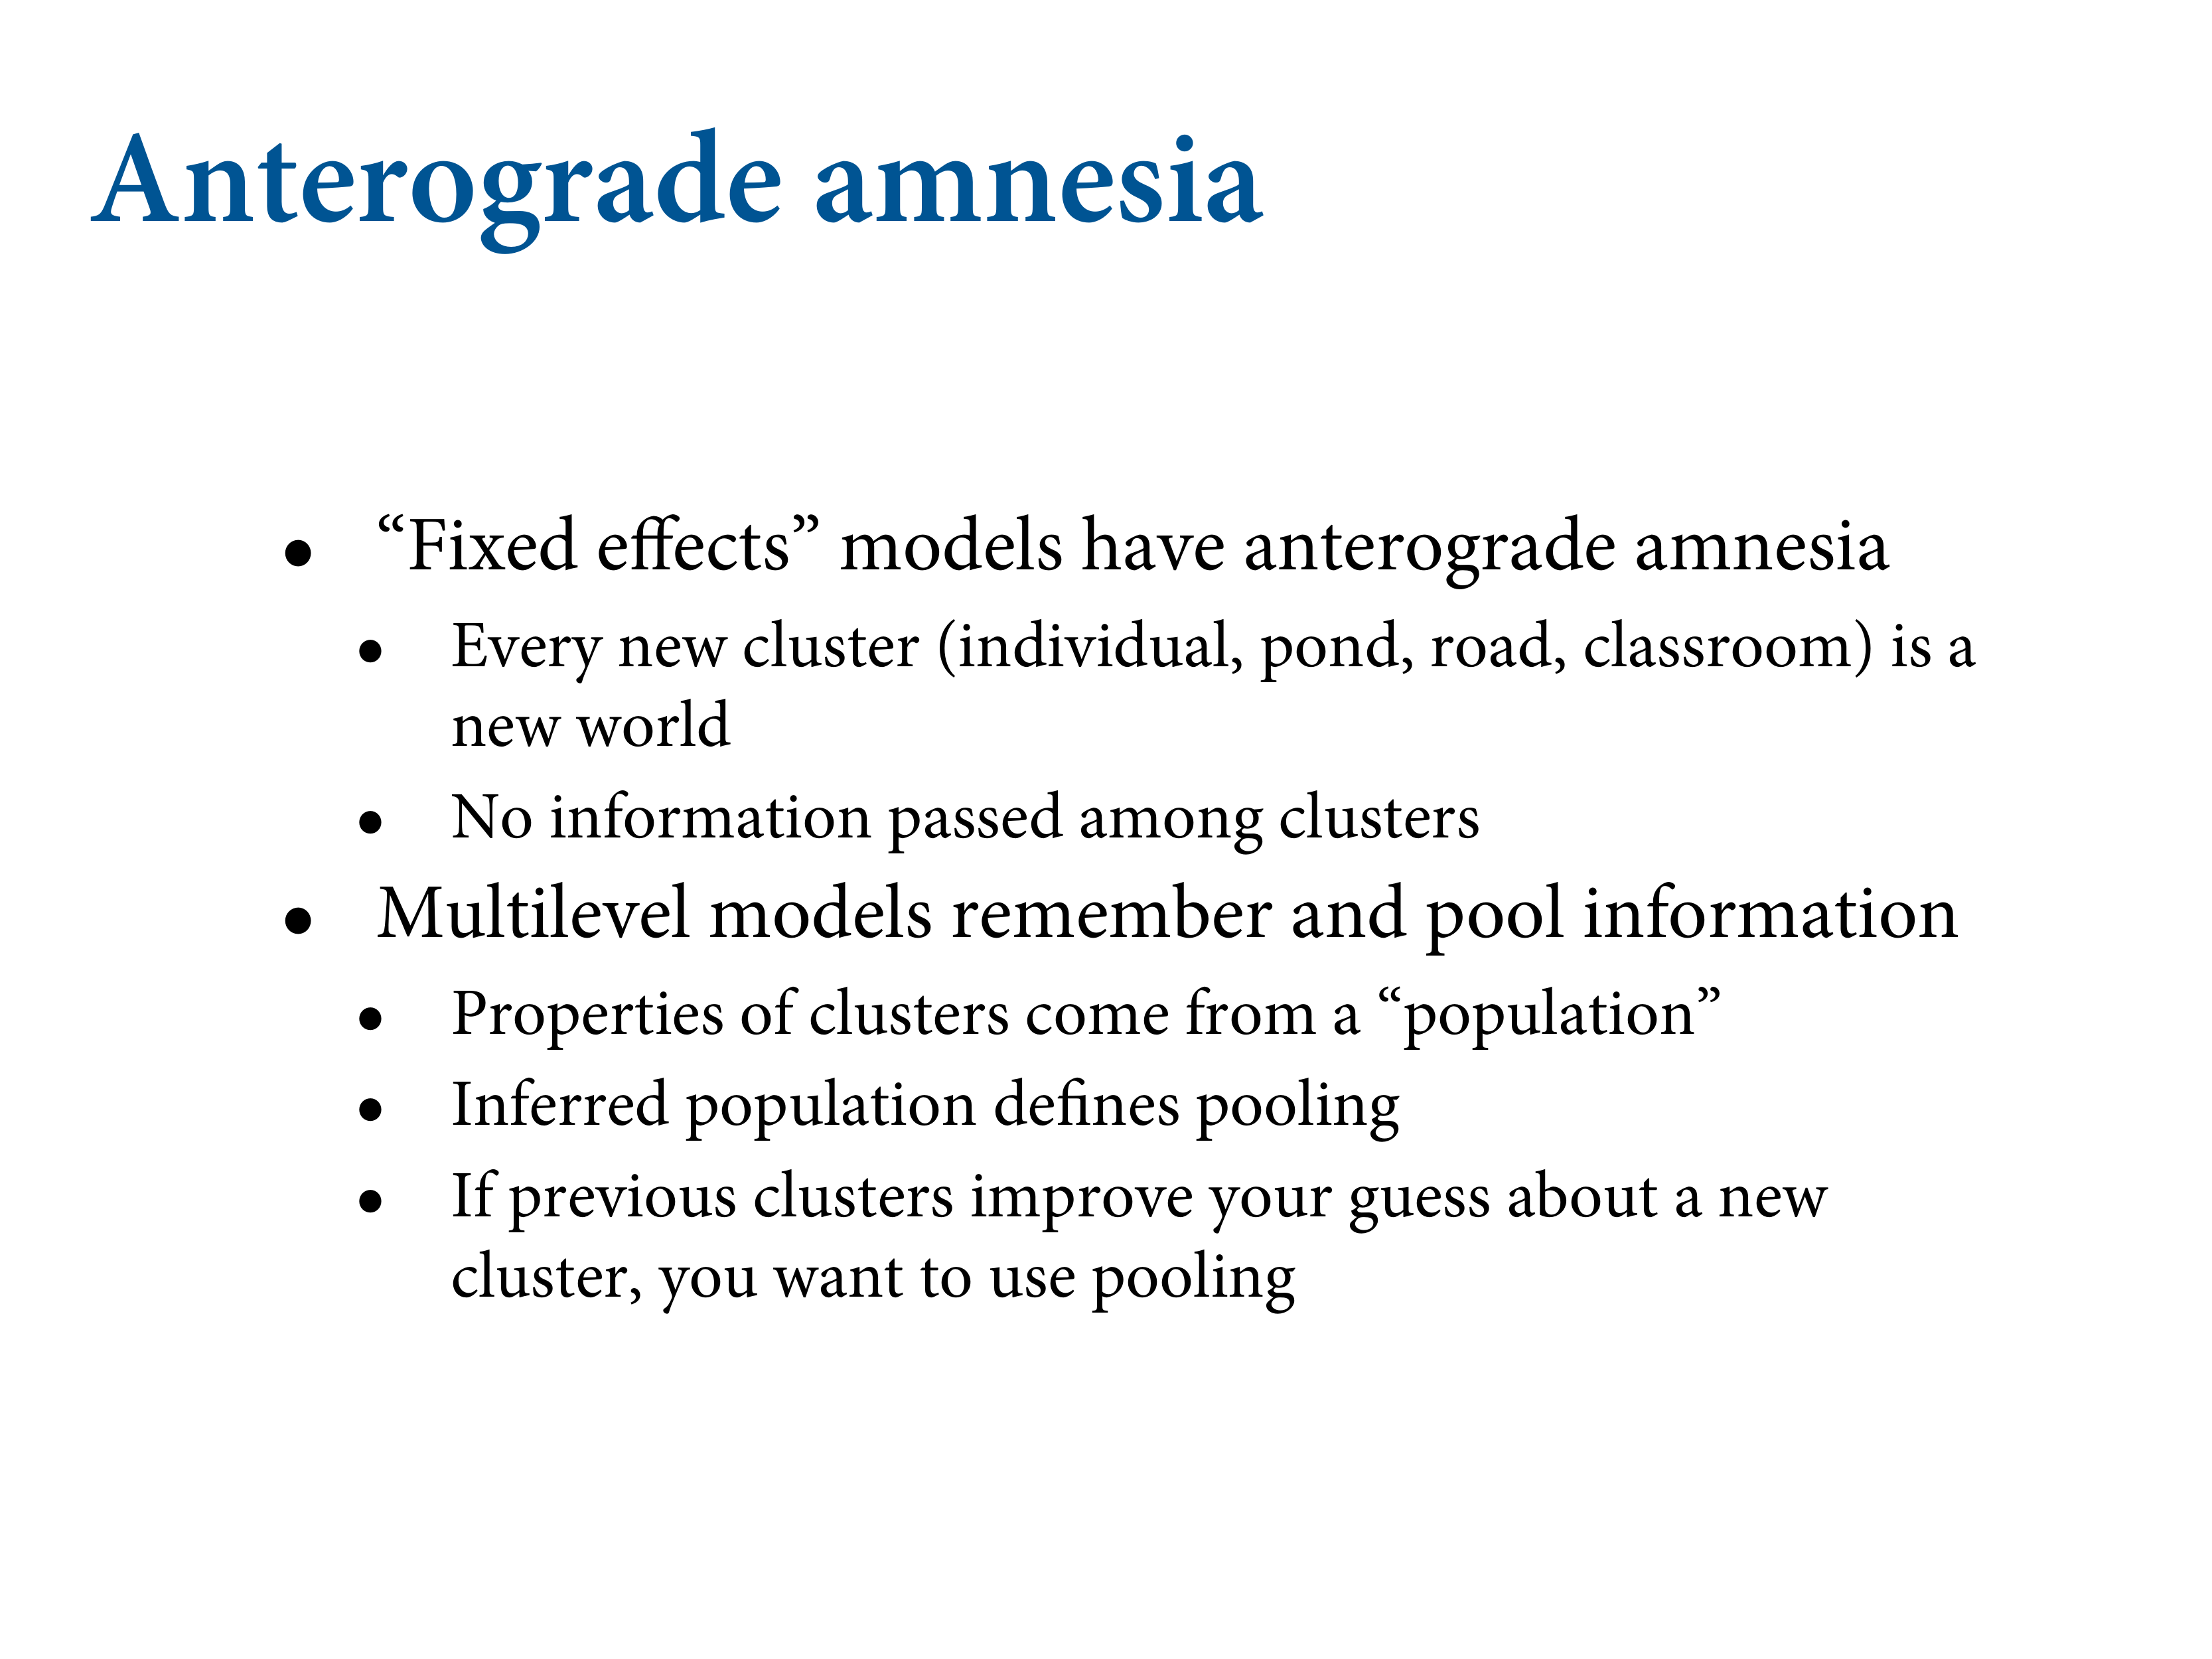 Anterograde amnesia
• “Fixed effects” models have anterograde amnesia
• Every new cluster (individual, pond, road, classroom) is a
new world
• No information passed among clusters
• Multilevel models remember and pool information
• Properties of clusters come from a “population”
• Inferred population defines pooling
• If previous clusters improve your guess about a new
cluster, you want to use pooling